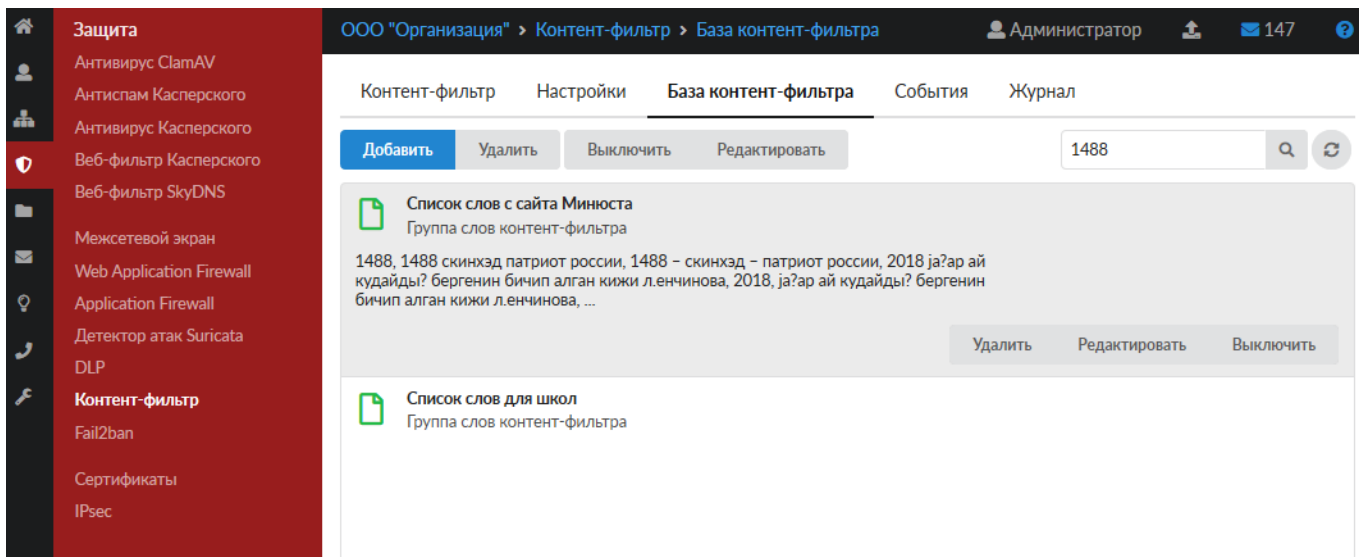 Защита
Антивирус ClamAV
Антиспам Касперского
Антивирус Касперского
Веб-фильтр Касперского
Веб-фильтр SkyDNS
Межсетевой экран
Web Application Firewall
Application Firewall
Детектор атак Suricata
DLP
Контент-фильтр
Fail2ban
Сертификаты
IPsec
ООО "Организация" > Контент-фильтр > База контент-фильтра
Администратор
147
?
Контент-фильтр Настройки База контент-фильтра События Журнал
Добавить Удалить Выключить Редактировать
1488
Список слов с сайта Минюста
Группа слов контент-фильтра
1488, 1488 скинхэд патриот россии, 1488 – скинхэд – патриот россии, 2018 ja?ар ай
кудайды? бергенин бичип алган кижи л.енчинова, 2018, ja?ар ай кудайды? бергенин
бичип алган кижи л.енчинова, ...
Удалить Редактировать Выключить
Список слов для школ
Группа слов контент-фильтра